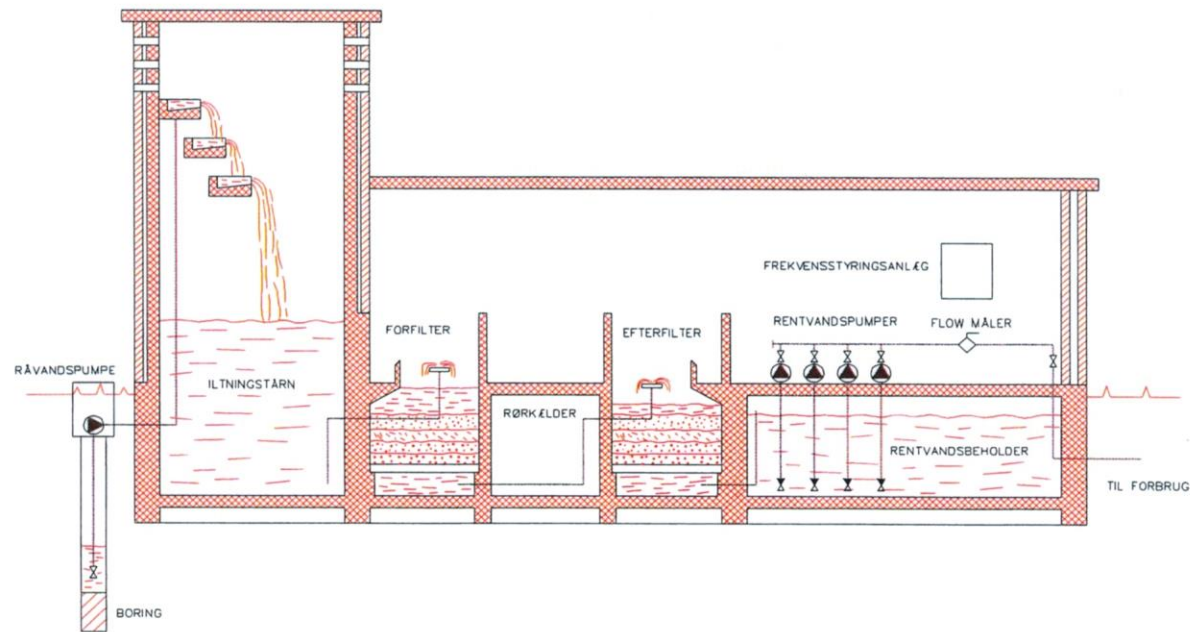 FREKVENSSTYRINGSANLÆG
RENTVANDSPUMPER
FLOW MÅLER
FORFILTER
EFTERFILTER
RÅVANDSPUMPE
ILTNINGSTÅRN
RØRKÆLDER
RENTVANDSBEHOLDER
TIL FORBRUG
BORING